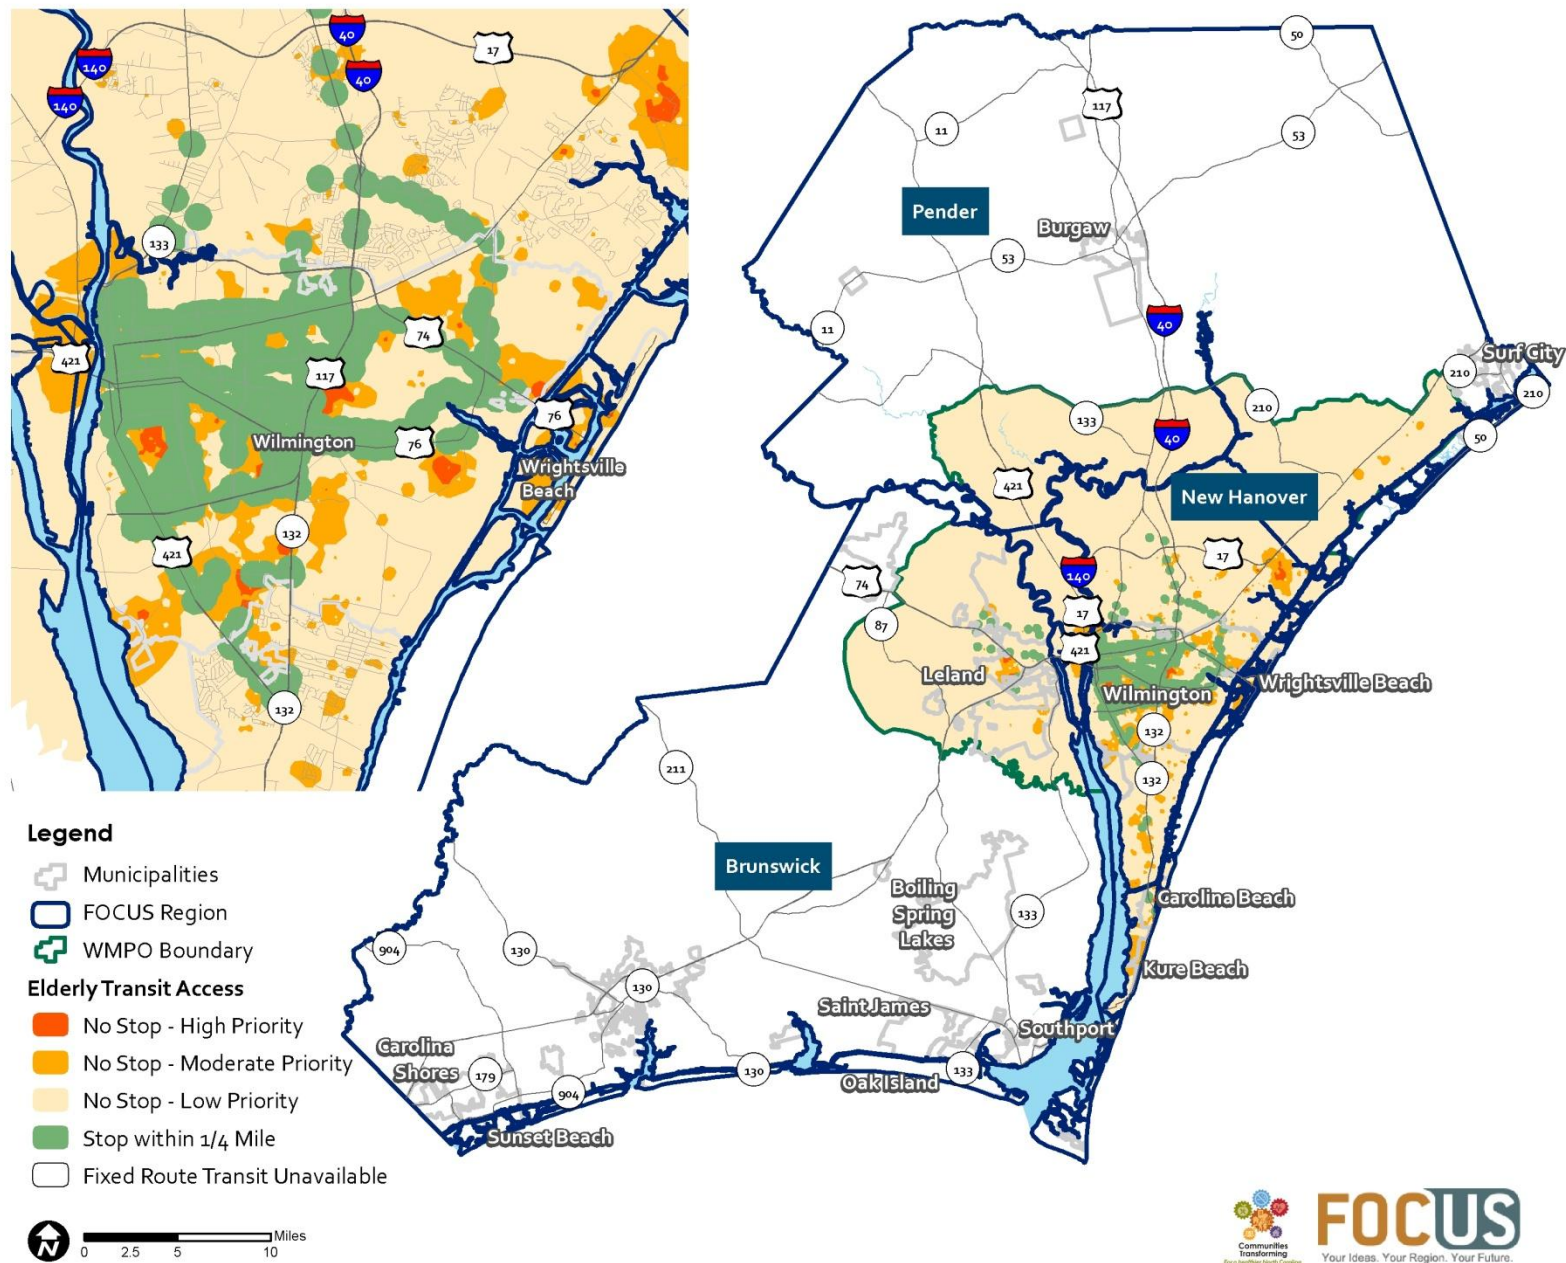 40
17
140
40
140
133
74
421
117
76
Wilmington
76
Wrightsville
Beach
132
421
132
50
117
11
53
Pender
Burgaw
53
40
11
Surf City
210
210
133
210
40
50
421
New Hanover
17
74
140
17
87
421
Leland
Wilmington
Wrightsville Beach
132
211
132
Brunswick
Boiling
Spring
Lakes
133
Carolina Beach
904
130
Kure Beach
130
Saint James
Southport
Carolina
Shores
179
130
133
Oak Island
904
Sunset Beach
Legend
Municipalities
FOCUS Region
WMPO Boundary
Elderly Transit Access
No Stop - High Priority
No Stop - Moderate Priority
No Stop - Low Priority
Stop within 1/4 Mile
Fixed Route Transit Unavailable
N
Miles
0 2.5 5 10
Communities
Transforming
FOCUS
Your Ideas. Your Region. Your Future.